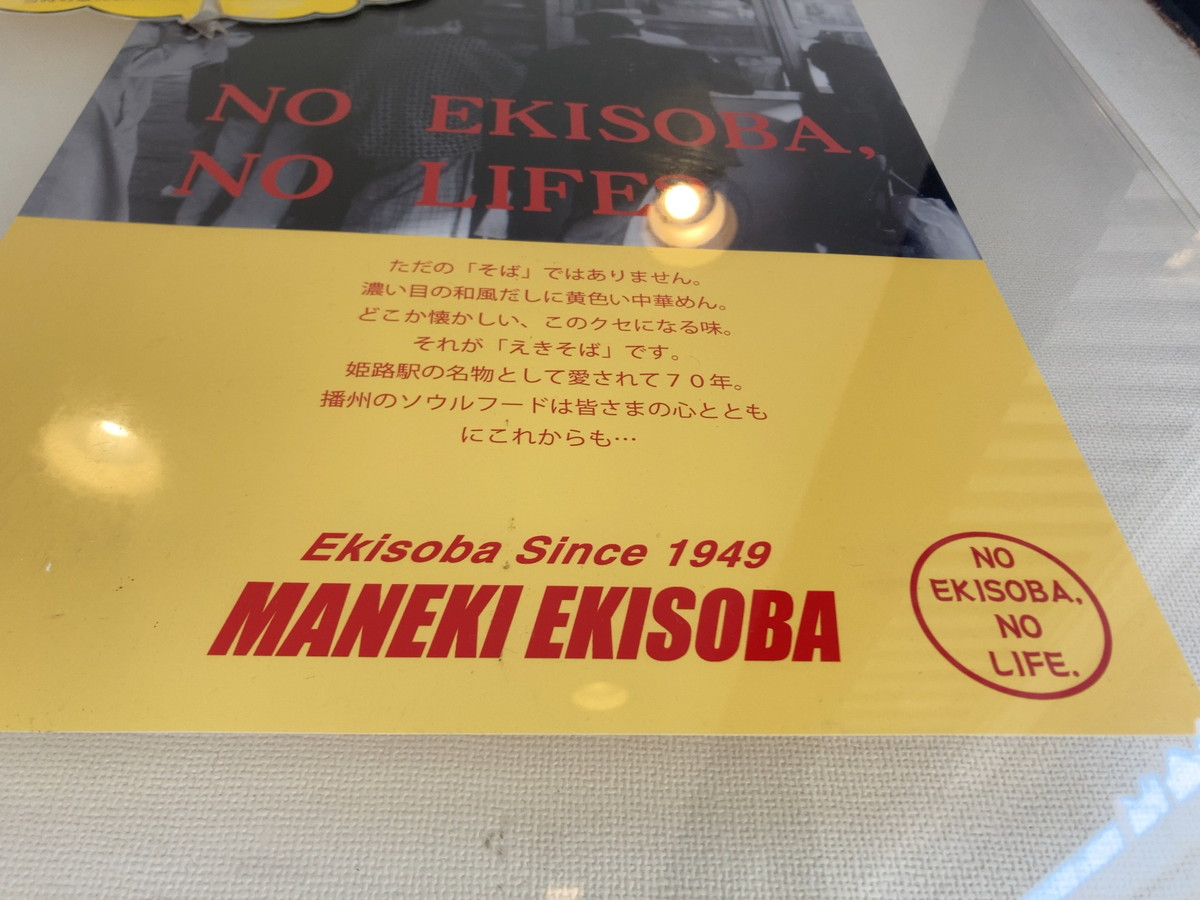 NO EKISOBA,
NO LIFE
ただの「そば」ではありません。
濃い目の和風だしに黄色い中華めん。
どこか懐かしい、このクセになる味。
それが「えきそば」です。
姫路駅の名物として愛されて７０年。
播州のソウルフードは皆さまの心ととも
にこれからも…
Ekisoba Since 1949
MANEKI EKISOBA
NO
EKISOBA,
NO
LIFE.